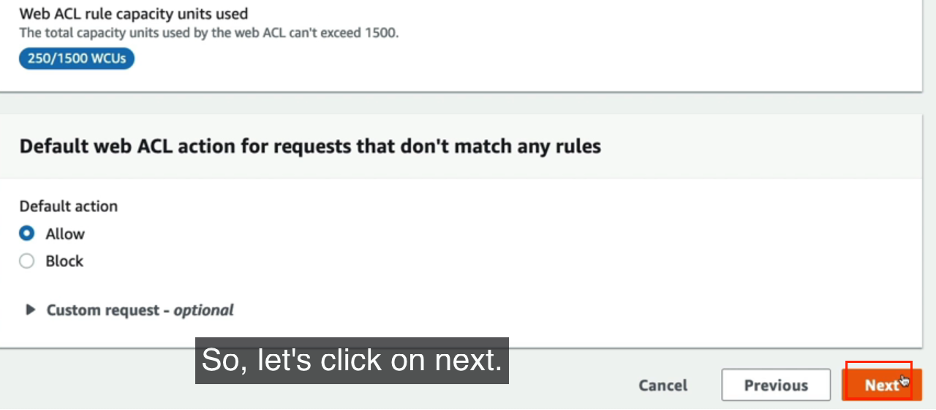 Web ACL rule capacity units used
The total capacity units used by the web ACL can't exceed 1500.
250/1500 WCUs
Default web ACL action for requests that don't match any rules
Default action
Allow
Block
Custom request - optional
So, let's click on next.
Cancel Previous Next